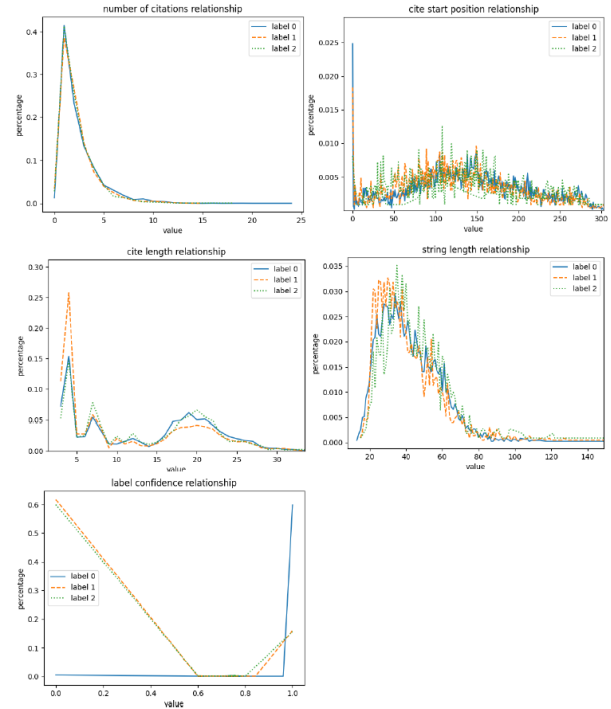 number of citations relationship
label 0
label 1
label 2
0.4
0.3
0.2
0.1
0.0
percentage
0
5
10
15
20
25
value
cite start position relationship
label 0
label 1
label 2
0.025
0.020
0.015
0.010
0.005
percentage
0
50
100
150
200
250
300
value
cite length relationship
label 0
label 1
label 2
0.30
0.25
0.20
0.15
0.10
0.05
0.00
percentage
5
10
15
20
25
30
value
string length relationship
label 0
label 1
label 2
0.035
0.030
0.025
0.020
0.015
0.010
0.005
0.000
percentage
20
40
60
80
100
120
140
value
label confidence relationship
label 0
label 1
label 2
0.6
0.5
0.4
0.3
0.2
0.1
0.0
percentage
0.0
0.2
0.4
0.6
0.8
1.0
value